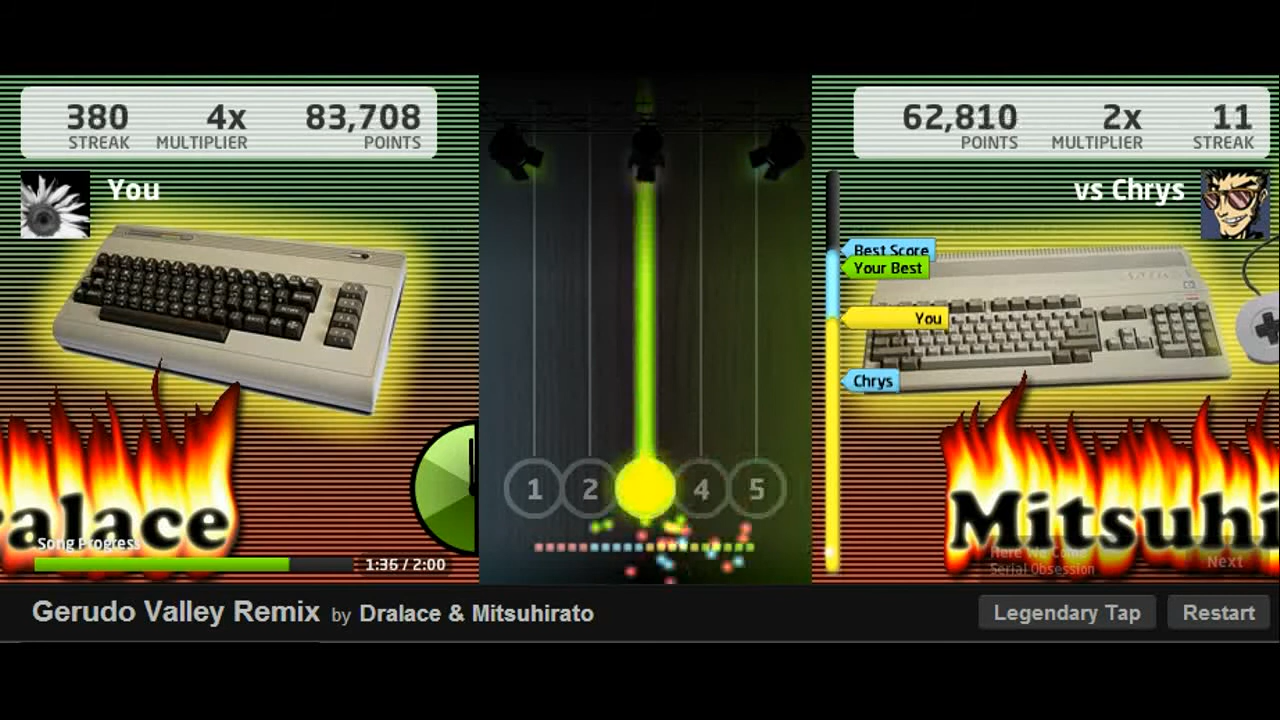 380 4x 83,708
STREAK MULTIPLIER POINTS
62,810 2x 11
POINTS MULTIPLIER STREAK
You
vs Chrys
Best Score
Your Best
You
Chrys
1 2 4 5
alace
Mitsuhi
Song Progress
1:36 / 2:00
Here We Come
Serial Obsession
Next
Gerudo Valley Remix by Dralace & Mitsuhirato
Legendary Tap
Restart